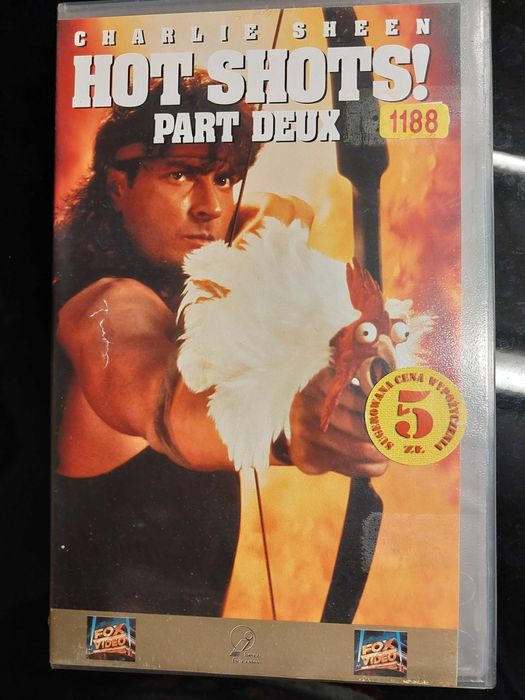 CHARLIE SHEEN
HOT SHOTS!
PART DEUX
1188
SUGEROWANA CENA WYPOŻYCZENIA
5
ZŁ
FOX
VIDEO
FOX
VIDEO